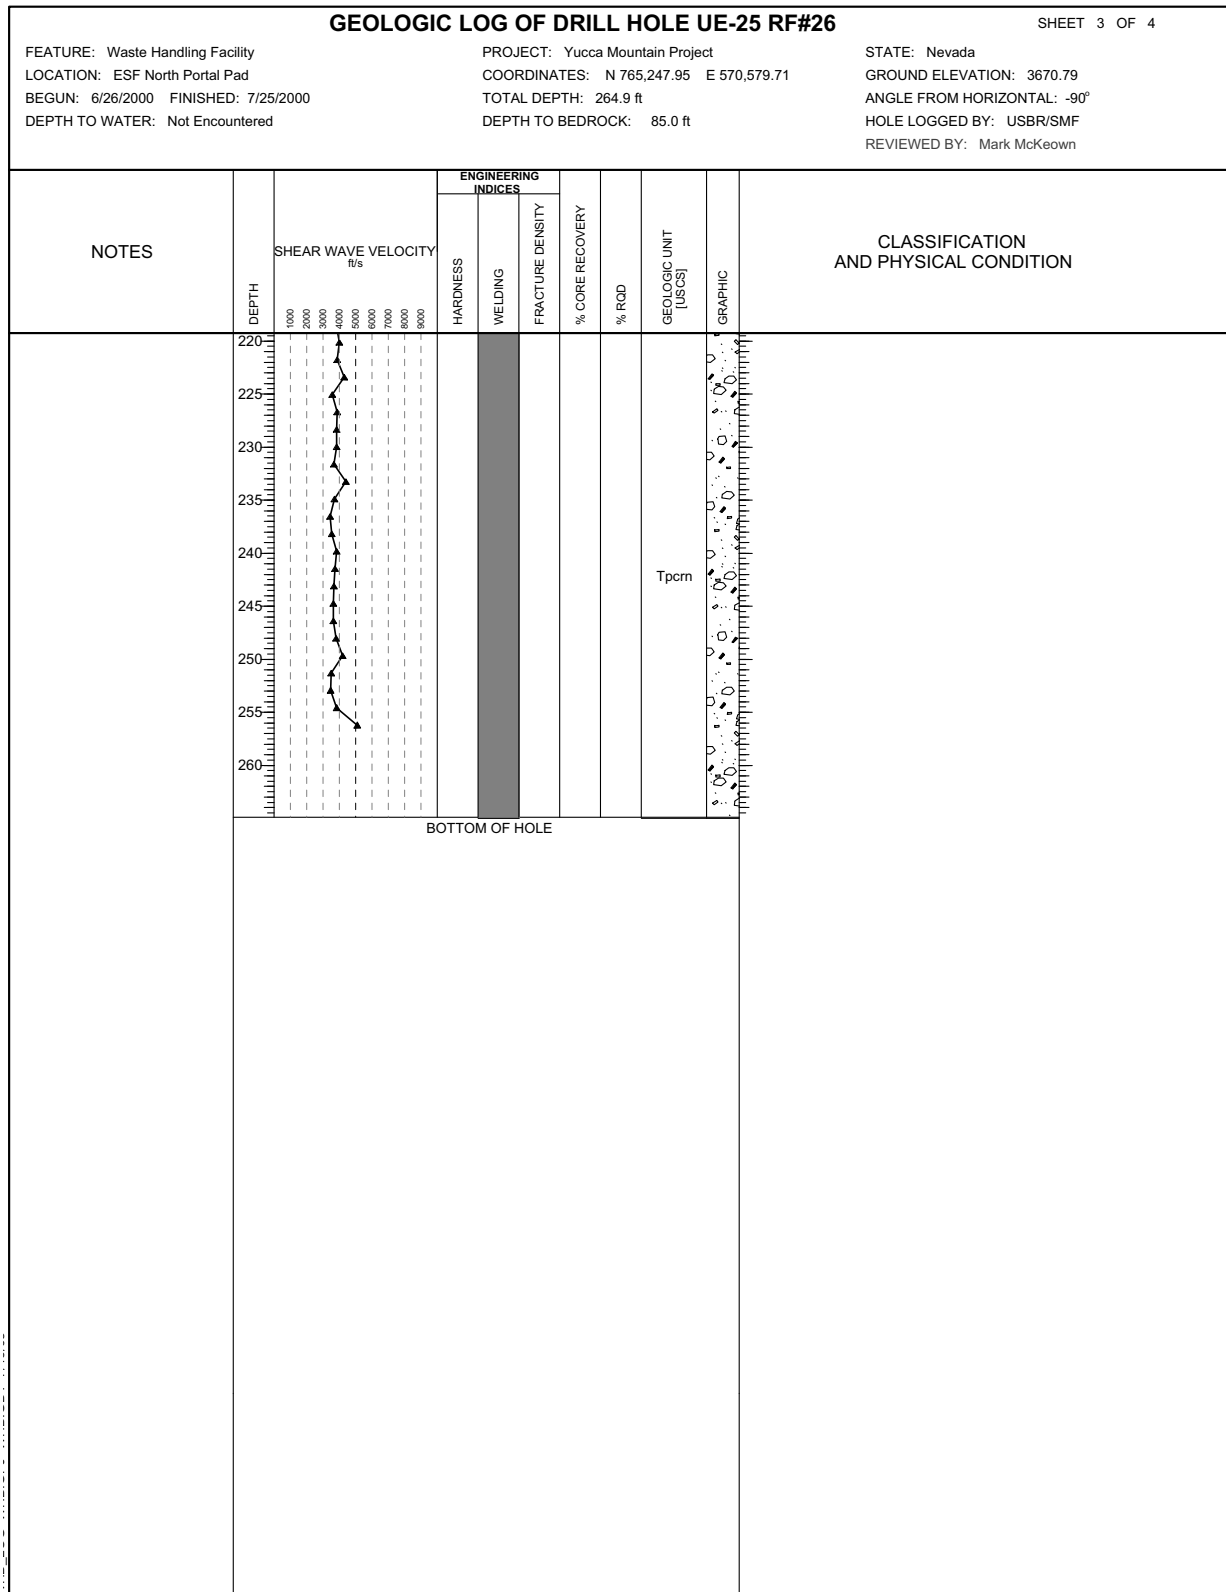 GEOLOGIC LOG OF DRILL HOLE UE-25 RF#26
SHEET 3 OF 4
FEATURE: Waste Handling Facility
PROJECT: Yucca Mountain Project
STATE: Nevada
LOCATION: ESF North Portal Pad
COORDINATES: N 765,247.95 E 570,579.71
GROUND ELEVATION: 3670.79
BEGUN: 6/26/2000 FINISHED: 7/25/2000
TOTAL DEPTH: 264.9 ft
ANGLE FROM HORIZONTAL: -90°
DEPTH TO WATER: Not Encountered
DEPTH TO BEDROCK: 85.0 ft
HOLE LOGGED BY: USBR/SMF
REVIEWED BY: Mark McKeown
NOTES
DEPTH
SHEAR WAVE VELOCITY
ft/s
1000
2000
3000
4000
5000
6000
7000
8000
9000
ENGINEERING
INDICES
HARDNESS
WELDING
FRACTURE DENSITY
% CORE RECOVERY
% RQD
GEOLOGIC UNIT
[USCS]
GRAPHIC
CLASSIFICATION
AND PHYSICAL CONDITION
220
225
230
235
240
Tpcrn
245
250
255
260
BOTTOM OF HOLE